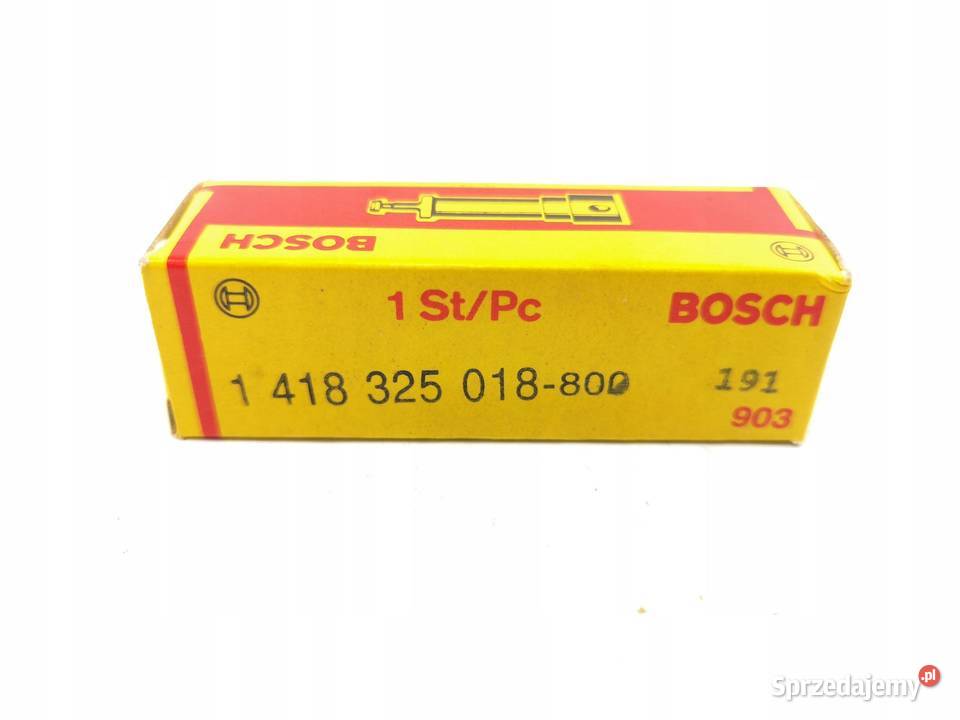 BOSCH
1 St/Pc BOSCH
1 418 325 018-800 191
903
Sprzedajemy.pl